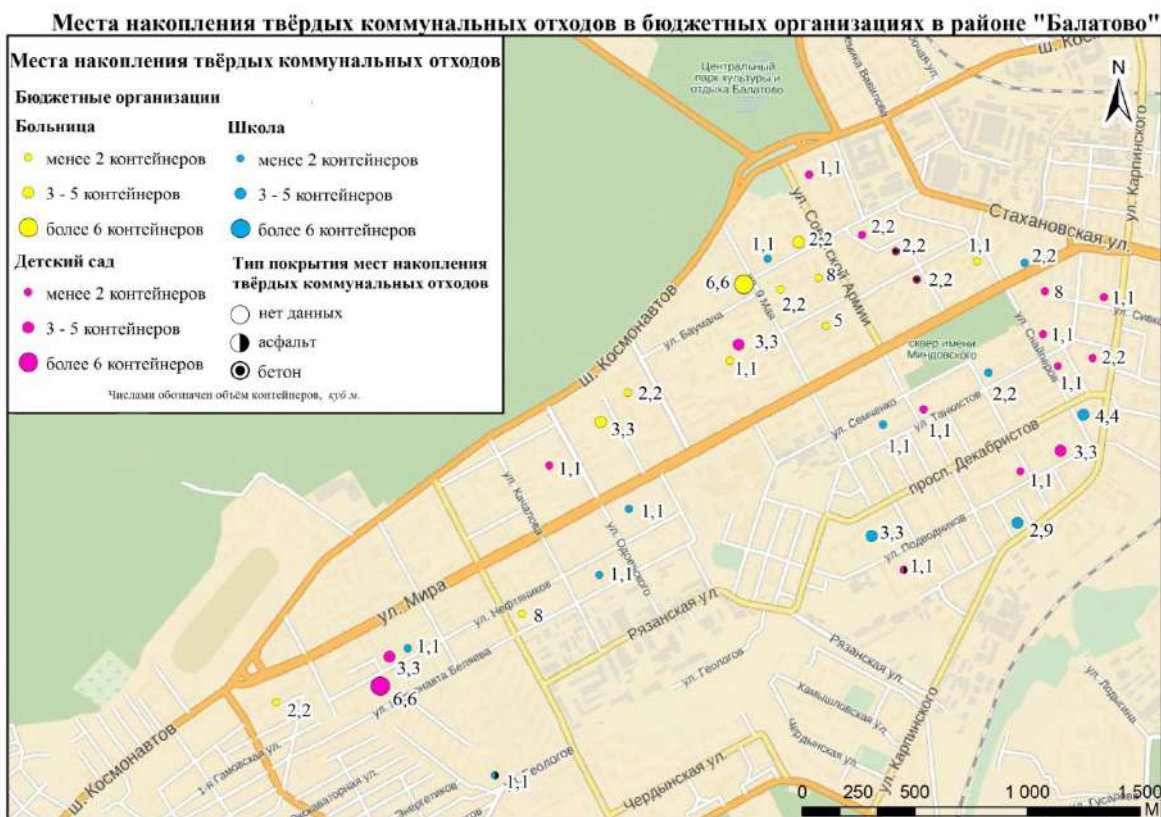 Места накопления твёрдых коммунальных отходов в бюджетных организациях в районе "Балатово"
Места накопления твёрдых коммунальных отходов
Бюджетные организации
Больница
менее 2 контейнеров
3 - 5 контейнеров
более 6 контейнеров
Школа
менее 2 контейнеров
3 - 5 контейнеров
более 6 контейнеров
Детский сад
менее 2 контейнеров
3 - 5 контейнеров
более 6 контейнеров
Тип покрытия мест накопления
твёрдых коммунальных отходов
нет данных
асфальт
бетон
Числами обозначен объём контейнеров, куб м.
Центральный
парк культуры и
отдыха Балатово
N
ул. Карпинского
Стахановская ул.
ул. Советской Армии
1,1
2,2
2,2
2,2
1,1
2,2
1,1
2,2
8
6,6
2,2
5
8
1,1
ул. Сивко
ш. Космонавтов
ул. Баумана
3,3
1,1
сквер имени
Миндовского
ул. Снайперов
1,1
2,2
1,1
2,2
2,2
3,3
ул. Семченко
ул. Танкистов
1,1
1,1
4,4
просп. Декабристов
3,3
1,1
1,1
ул. Качалова
1,1
ул. Одоевского
3,3
ул. Подводников
2,9
1,1
1,1
ул. Мира
ул. Нефтяников
8
Рязанская ул.
Рязанская ул.
ул. Геологов
1,1
3,3
6,6
2,2
Камышловская ул.
Чердынская ул.
ул. Карпинского
ул. Лодыгина
ш. Космонавтов
1-я Гамовская ул.
Энергетиков
Геологов
1,1
Чердынская ул.
ул. Гусарова
0 250 500 1 000 1 500
М